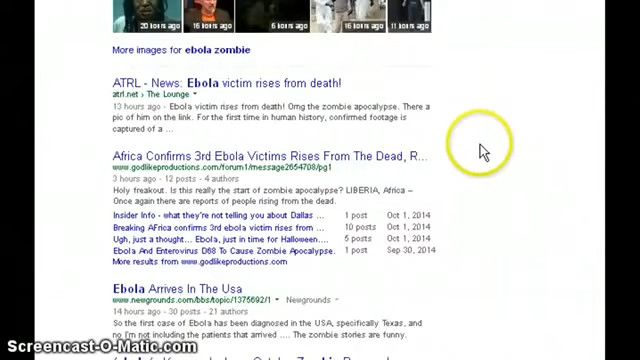 20 hours ago 16 hours ago 6 hours ago 16 hours ago 11 hours ago
More images for ebola zombie
ATRL - News: Ebola victim rises from death!
atrl.net › The Lounge
13 hours ago - Ebola victim rises from death! Omg the zombie apocalypse. There a
pic of him on the link. For the first time in human history, confirmed footage is
captured of a ...
Africa Confirms 3rd Ebola Victims Rises From The Dead, R...
www.godlikeproductions.com/forum1/message2654708/pg1
3 hours ago - 12 posts - 4 authors
Holy freakout. Is this really the start of zombie apocalypse? LIBERIA, Africa –
Once again there are reports of people rising from the dead.
Insider Info - what they're not telling you about Dallas ... 1 post Oct 1, 2014
Breaking AFrica confirms 3rd ebola victim rises from ... 10 posts Oct 1, 2014
Ugh, just a thought... Ebola, just in time for Halloween.... 5 posts Oct 1, 2014
Ebola And Enterovirus D68 To Cause Zombie Apokalypse. 1 post Sep 30, 2014
More results from www.godlikeproductions.com
Ebola Arrives In The Usa
www.newgrounds.com/bbs/topic/1375692/1 Newgrounds
14 hours ago - 30 posts - 21 authors
So the first case of Ebola has been diagnosed in the USA, specifically Texas, and
no I'm not including the patients that arrived .... The zombie stories are funny.
Screencast-O-Matic.com